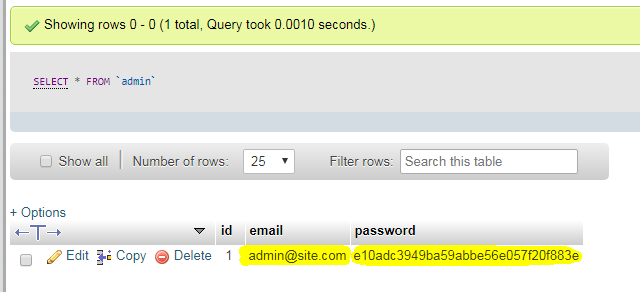 Showing rows 0 - 0 (1 total, Query took 0.0010 seconds.)
SELECT * FROM `admin`
Show all Number of rows: 25 Filter rows: Search this table
+ Options
id email password
Edit Copy Delete 1 admin@site.com e10adc3949ba59abbe56e057f20f883e